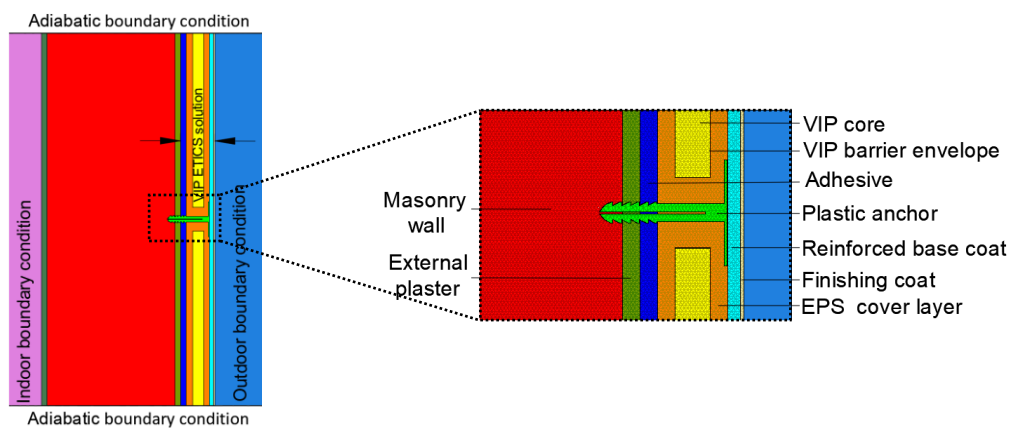 Adiabatic boundary condition
Indoor boundary condition
VIP ETICS solution
Outdoor boundary condition
Adiabatic boundary condition
Masonry
wall
External
plaster
VIP core
VIP barrier envelope
Adhesive
Plastic anchor
Reinforced base coat
Finishing coat
EPS cover layer